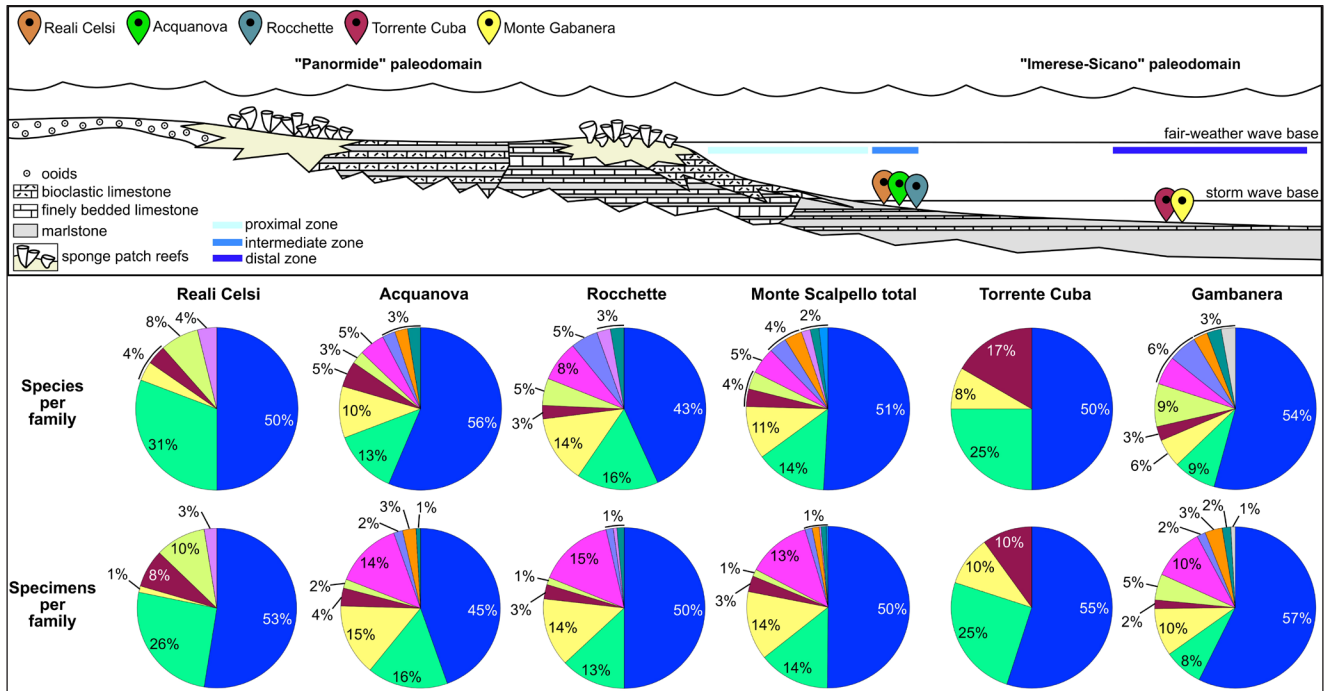 Reali Celsi Acquanova Rocchette Torrente Cuba Monte Gabanera
"Panormide" paleodomain "Imerese-Sicano" paleodomain
fair-weather wave base
ooids
bioclastic limestone
finely bedded limestone
marlstone
sponge patch reefs
proximal zone
intermediate zone
distal zone
storm wave base
Reali Celsi Acquanova Rocchette Monte Scalpello total Torrente Cuba Gambanera
Species
per
family
4% 8% 4% 31% 50%
3% 5% 3% 5% 10% 13% 56%
3% 5% 8% 5% 3% 14% 16% 43%
2% 4% 5% 4% 11% 14% 51%
17% 8% 25% 50%
3% 6% 9% 3% 6% 9% 54%
Specimens
per
family
3% 10% 8% 1% 26% 53%
1% 3% 2% 14% 2% 4% 15% 16% 45%
1% 15% 1% 3% 14% 13% 50%
1% 13% 1% 3% 14% 14% 50%
10% 10% 25% 55%
1% 2% 3% 2% 10% 5% 2% 10% 8% 57%